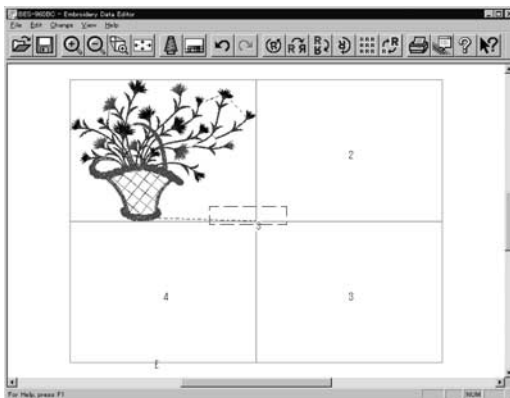 BES-960BC - Embroidery Data Editor
File Edit Change View Help
2
4
3
E
For Help, press F1
NUM